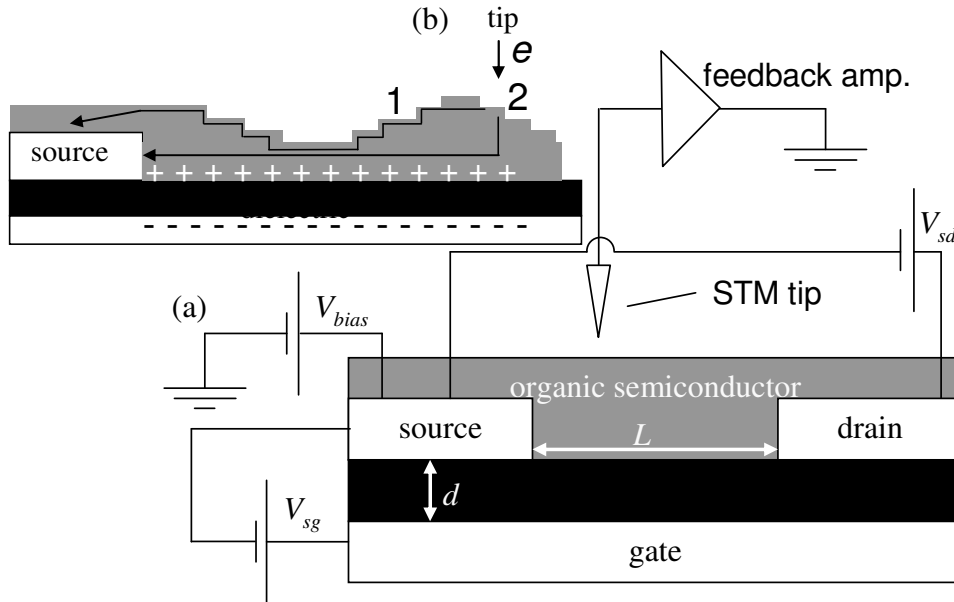 (b)
tip
e
1
2
source
+ + + + + + + + + + + + +
- - - - - - - - - - - - - -
feedback amp.
V_sd
STM tip
(a)
V_bias
organic semiconductor
source
L
drain
d
V_sg
gate